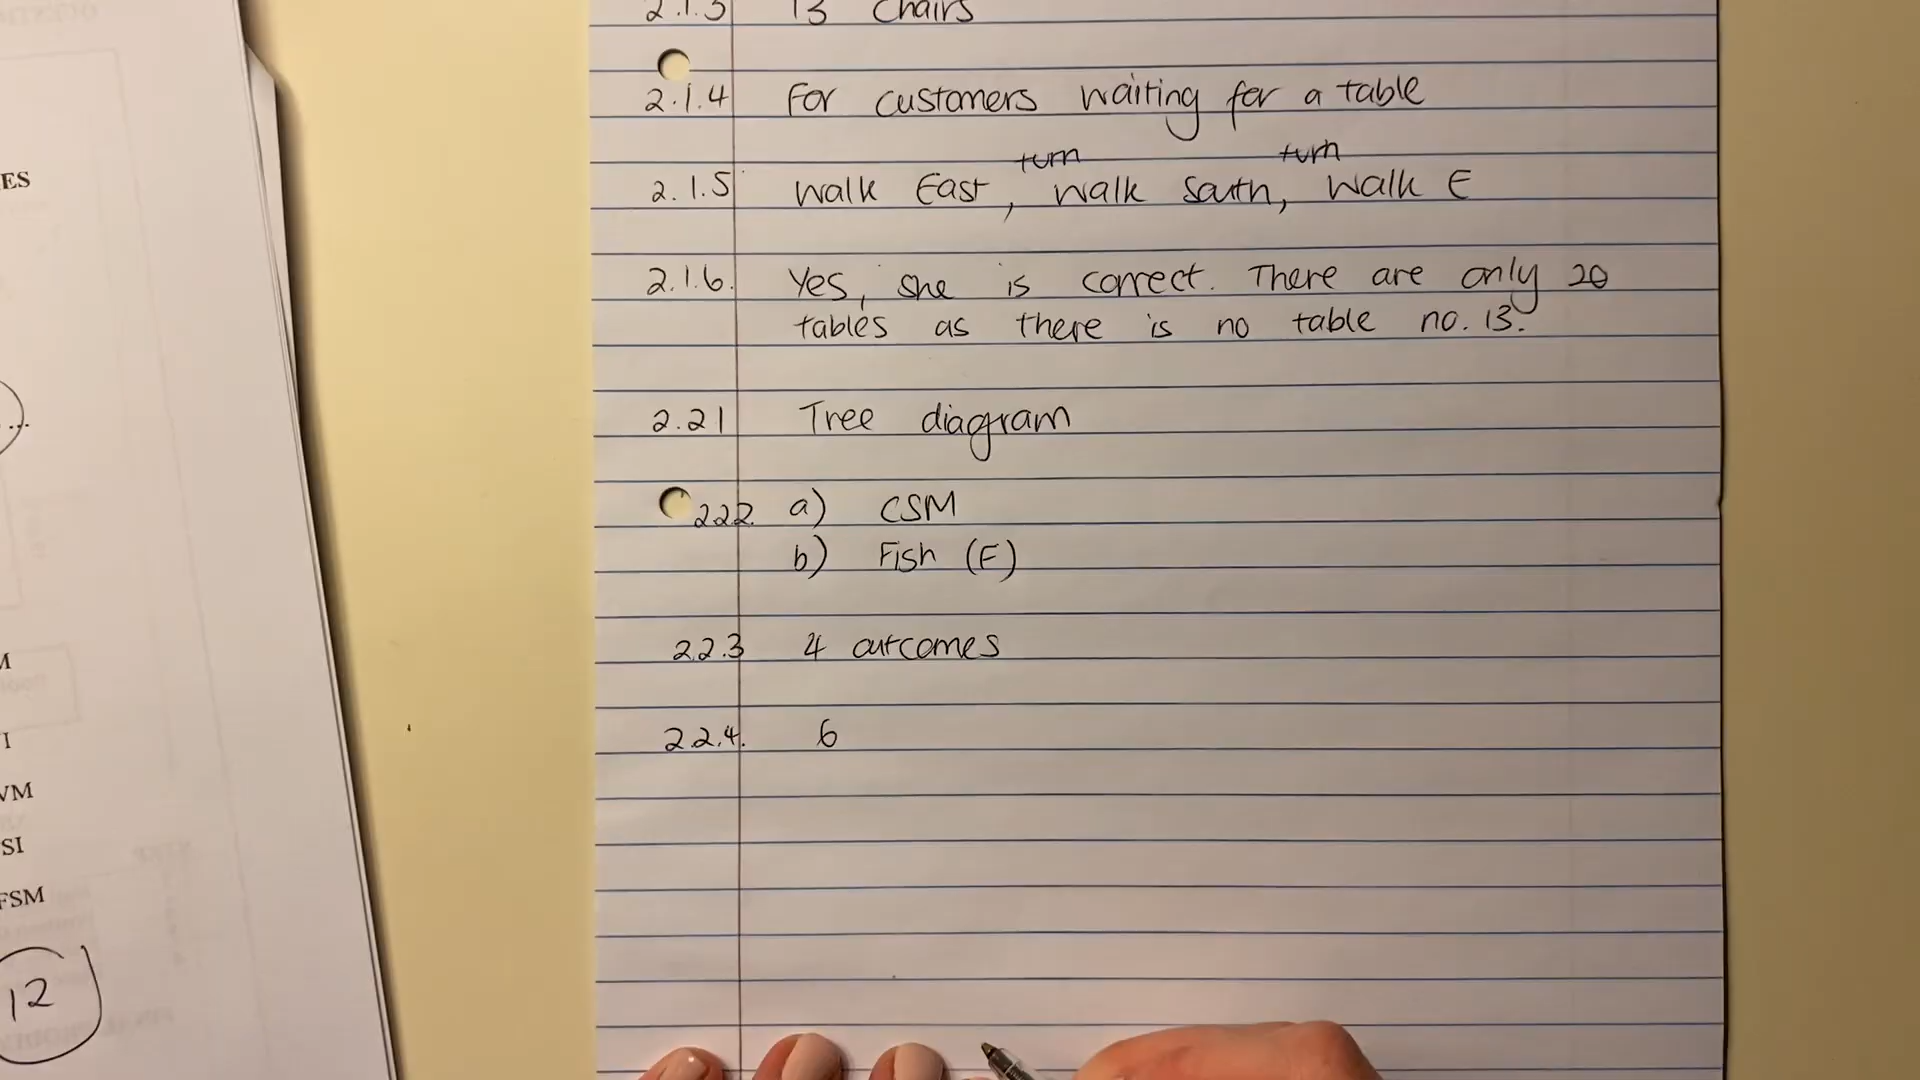 ES
...
M
I
VM
SI
FSM
12
2.1.3 13 chairs
2.1.4 For customers waiting for a table
turn turn
2.1.5 Walk East, walk South, walk E
2.1.6. Yes, she is correct. There are only 20
tables as there is no table no. 13.
2.21 Tree diagram
222. a) CSM
b) Fish (F)
2.2.3 4 outcomes
2.2.4. 6